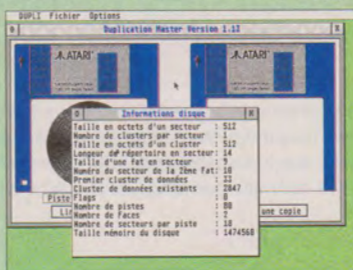 DUPLI Fichier Options
Duplication Master Version 1.12
ATARI
ATARI
Informations disque
Taille en octets d'un secteur : 512
Nombre de clusters par secteur : 1
Taille en octets d'un cluster : 512
Longeur de répertoire en secteur: 14
Taille d'une fat en secteur : 9
Numéro du secteur de la 2ème fat: 10
Premier cluster de données : 33
Cluster de données existants : 2847
Flags : 0
Nombre de pistes : 80
Nombre de faces : 2
Nombre de secteurs par piste : 18
Taille mémoire du disque : 1474560
Piste
une copie